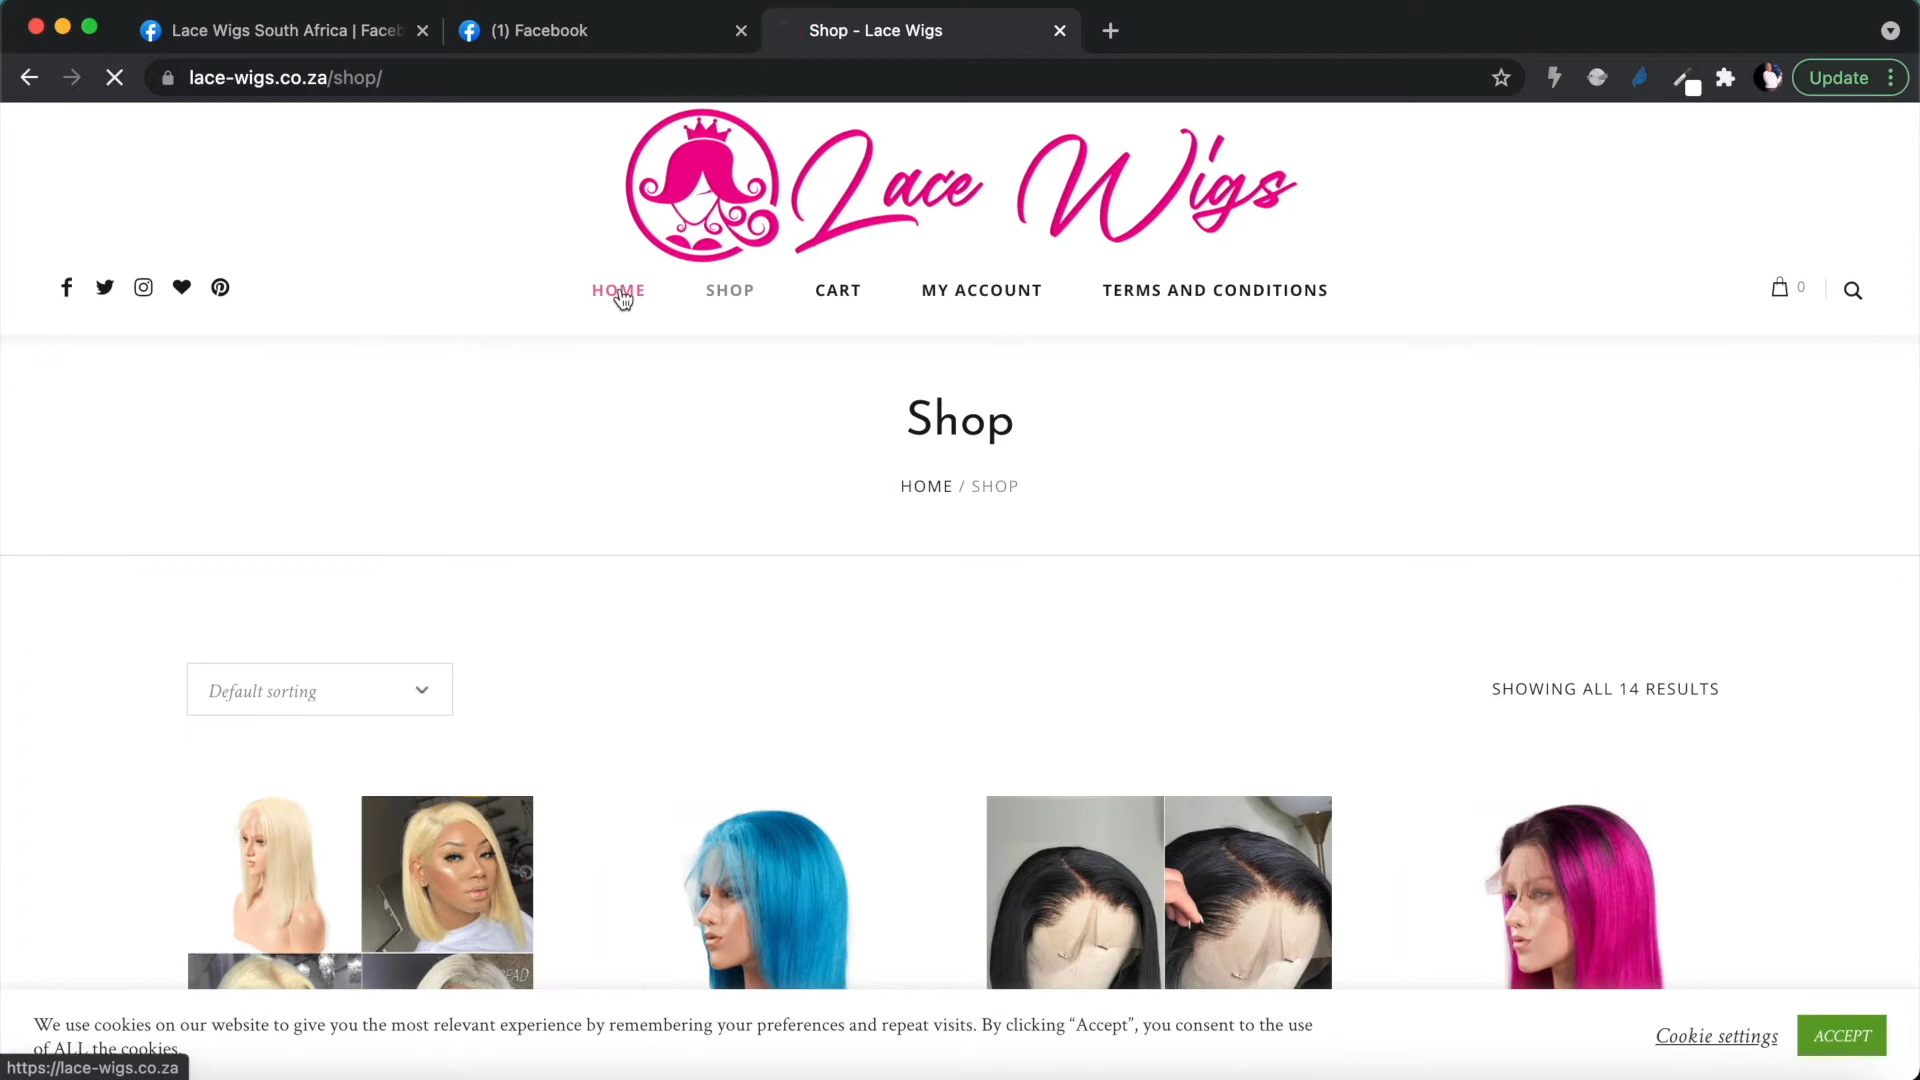 Lace Wigs South Africa | Faceb
(1) Facebook
Shop - Lace Wigs
lace-wigs.co.za/shop/
Update
Lace Wigs
HOME
SHOP
CART
MY ACCOUNT
TERMS AND CONDITIONS
0
Shop
HOME / SHOP
Default sorting
SHOWING ALL 14 RESULTS
We use cookies on our website to give you the most relevant experience by remembering your preferences and repeat visits. By clicking “Accept”, you consent to the use
of ALL the cookies.
Cookie settings
ACCEPT
https://lace-wigs.co.za